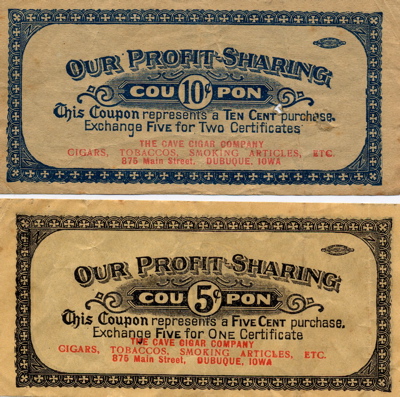 OUR PROFIT-SHARING
COU 10¢ PON
This Coupon represents a TEN CENT purchase.
Exchange FIVE for Two Certificates
THE CAVE CIGAR COMPANY
CIGARS, TOBACCOS, SMOKING ARTICLES, ETC.
875 Main Street, DUBUQUE, IOWA
OUR PROFIT-SHARING
COU 5¢ PON
This Coupon represents a FIVE CENT purchase.
Exchange FIVE for ONE Certificate
THE CAVE CIGAR COMPANY
CIGARS, TOBACCOS, SMOKING ARTICLES, ETC.
875 Main Street, DUBUQUE, IOWA